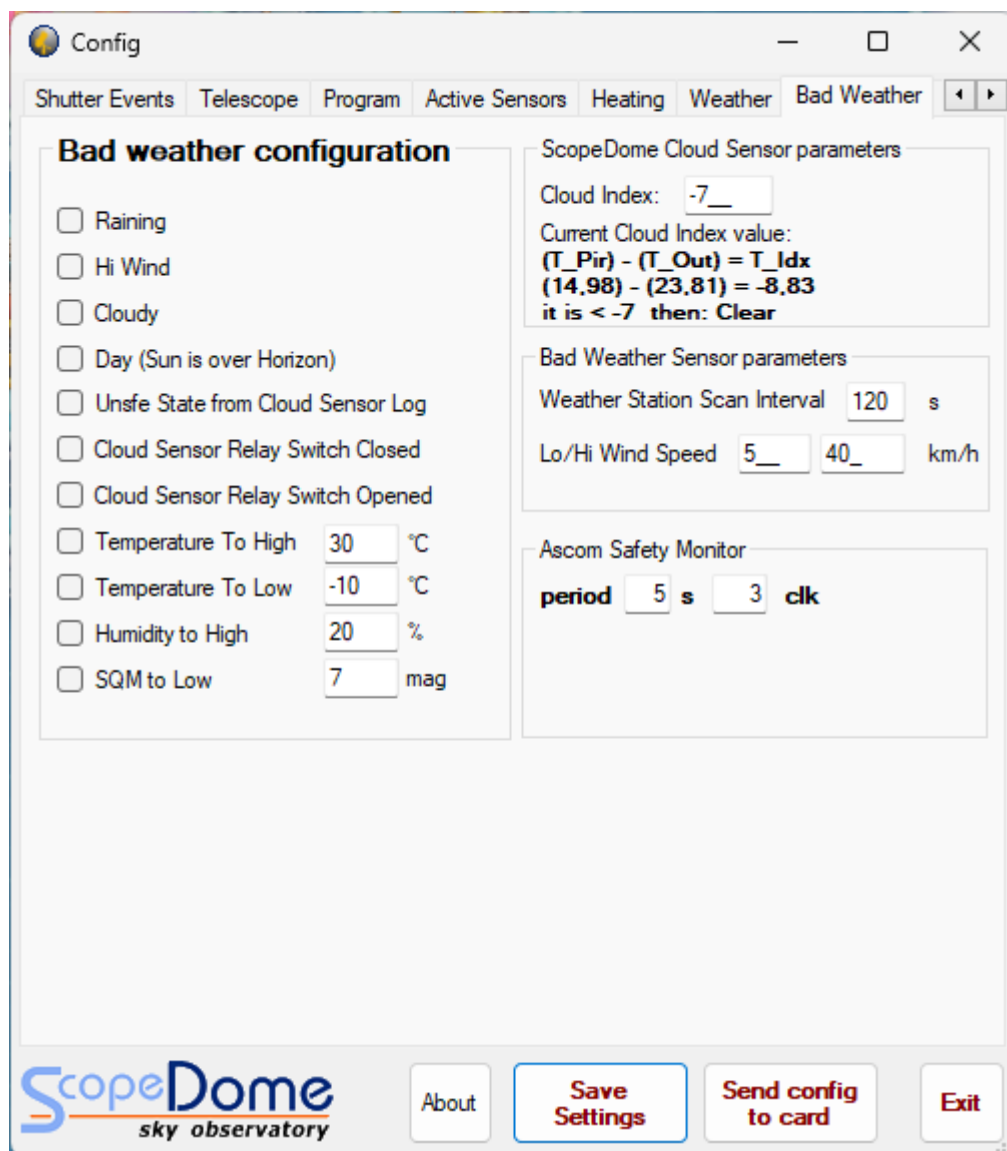 Config
Shutter Events Telescope Program Active Sensors Heating Weather Bad Weather
Bad weather configuration
Raining
Hi Wind
Cloudy
Day (Sun is over Horizon)
Unsfe State from Cloud Sensor Log
Cloud Sensor Relay Switch Closed
Cloud Sensor Relay Switch Opened
Temperature To High 30 °C
Temperature To Low -10 °C
Humidity to High 20 %
SQM to Low 7 mag
ScopeDome Cloud Sensor parameters
Cloud Index: -7__
Current Cloud Index value:
(T_Pir) - (T_Out) = T_Idx
(14,98) - (23,81) = -8,83
it is < -7 then: Clear
Bad Weather Sensor parameters
Weather Station Scan Interval 120 s
Lo/Hi Wind Speed 5__ 40_ km/h
Ascom Safety Monitor
period 5 s 3 clk
ScopeDome
sky observatory
About
Save
Settings
Send config
to card
Exit